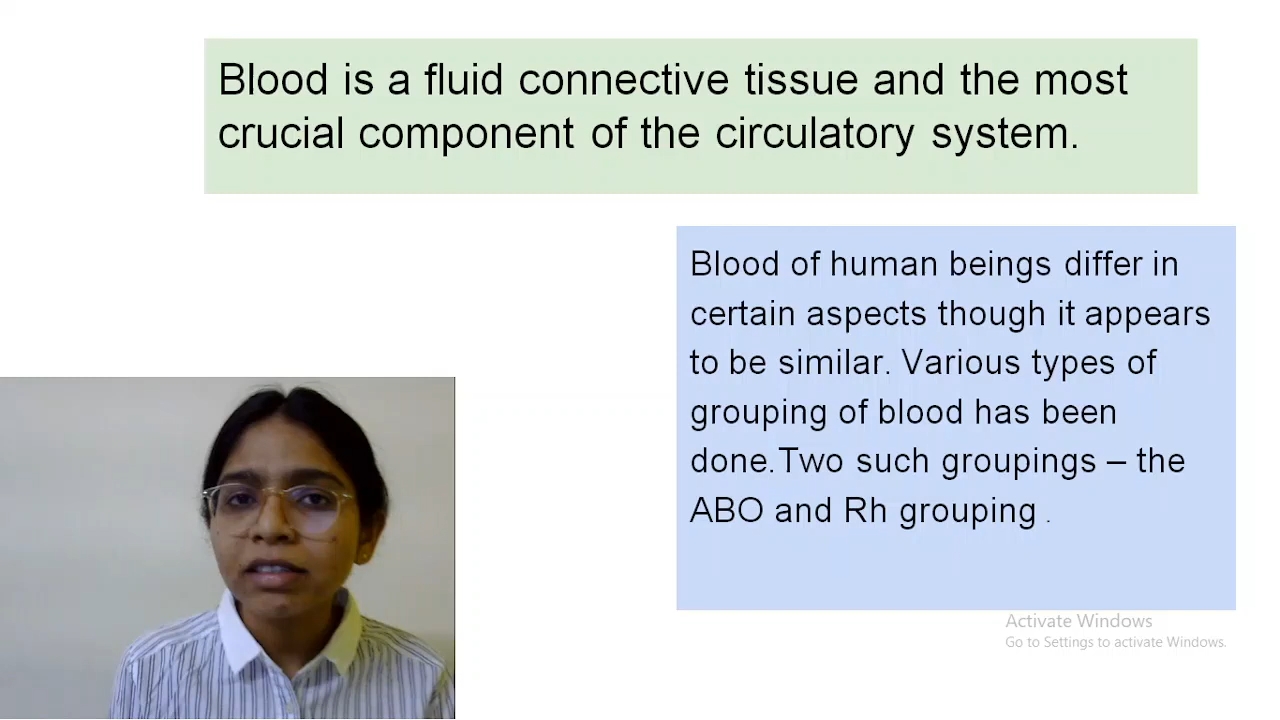 Blood is a fluid connective tissue and the most
crucial component of the circulatory system.
Blood of human beings differ in
certain aspects though it appears
to be similar. Various types of
grouping of blood has been
done.Two such groupings – the
ABO and Rh grouping .
Activate Windows
Go to Settings to activate Windows.